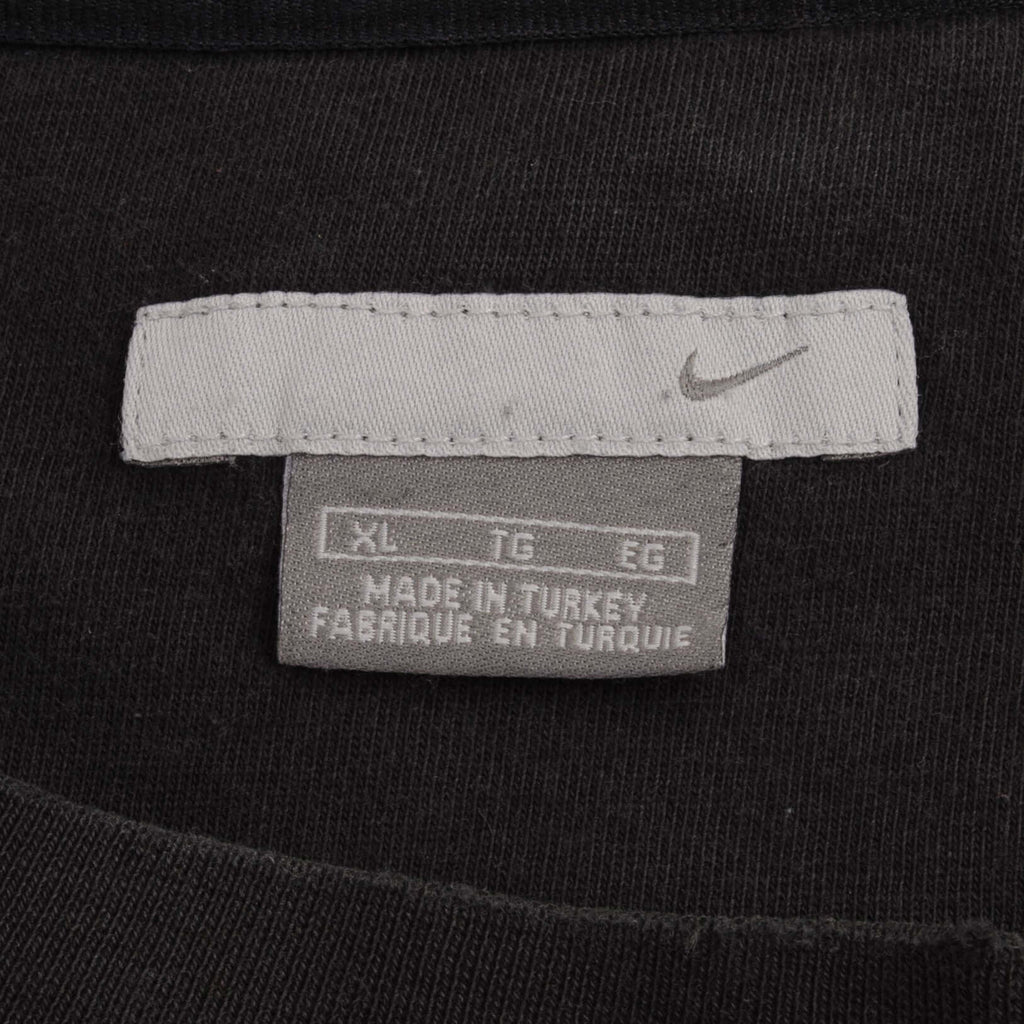 XL TG EG
MADE IN TURKEY
FABRIQUE EN TURQUIE